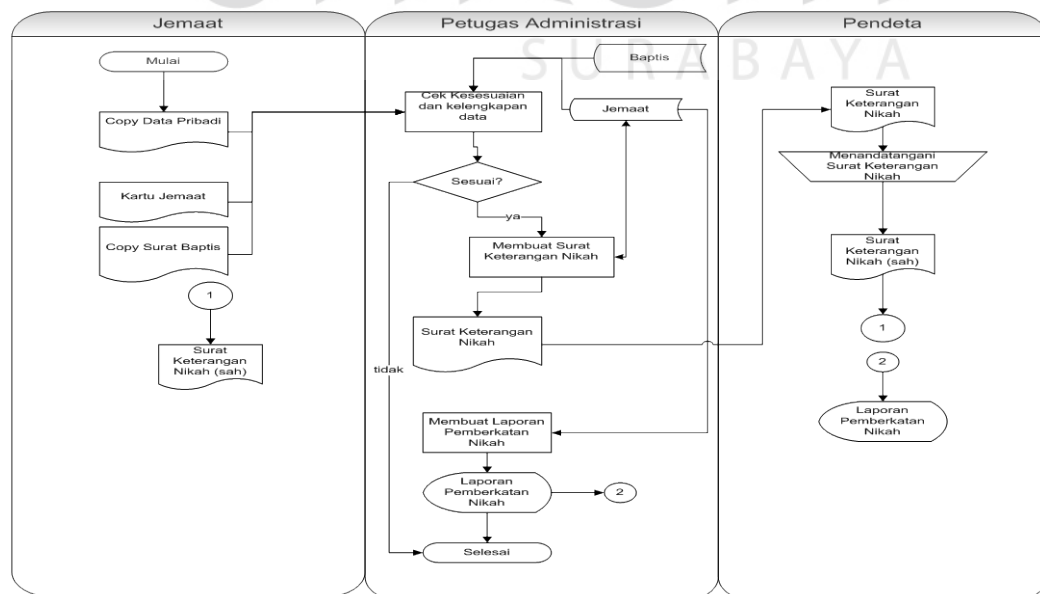 Jemaat
Petugas Administrasi
Pendeta
SURABAYA
Mulai
Copy Data Pribadi
Kartu Jemaat
Copy Surat Baptis
1
Surat
Keterangan
Nikah (sah)
Baptis
Jemaat
Cek Kesesuaian
dan kelengkapan
data
Sesuai?
ya
tidak
Membuat Surat
Keterangan Nikah
Surat Keterangan
Nikah
Membuat Laporan
Pemberkatan
Nikah
Laporan
Pemberkatan
Nikah
2
Selesai
Surat
Keterangan
Nikah
Menandatangani
Surat Keterangan
Nikah
Surat
Keterangan
Nikah (sah)
1
2
Laporan
Pemberkatan
Nikah